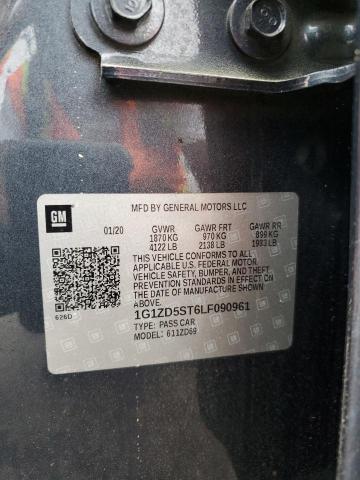 GM
MFD BY GENERAL MOTORS LLC
01/20 GVWR GAWR FRT GAWR RR
1870 KG 970 KG 899 KG
4122 LB 2138 LB 1983 LB
THIS VEHICLE CONFORMS TO ALL
APPLICABLE U.S. FEDERAL MOTOR
VEHICLE SAFETY, BUMPER, AND THEFT
PREVENTION STANDARDS IN EFFECT ON
THE DATE OF MANUFACTURE SHOWN
ABOVE.
626D
1G1ZD5ST6LF090961
TYPE: PASS CAR
MODEL: 611ZD69